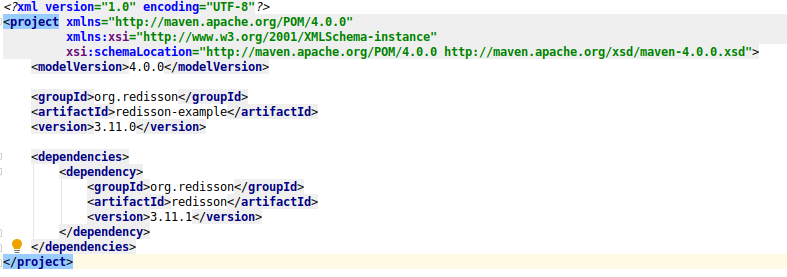 <?xml version="1.0" encoding="UTF-8"?>
<project xmlns="http://maven.apache.org/POM/4.0.0"
xmlns:xsi="http://www.w3.org/2001/XMLSchema-instance"
xsi:schemaLocation="http://maven.apache.org/POM/4.0.0 http://maven.apache.org/xsd/maven-4.0.0.xsd">
<modelVersion>4.0.0</modelVersion>
<groupId>org.redisson</groupId>
<artifactId>redisson-example</artifactId>
<version>3.11.0</version>
<dependencies>
<dependency>
<groupId>org.redisson</groupId>
<artifactId>redisson</artifactId>
<version>3.11.1</version>
</dependency>
</dependencies>
</project>